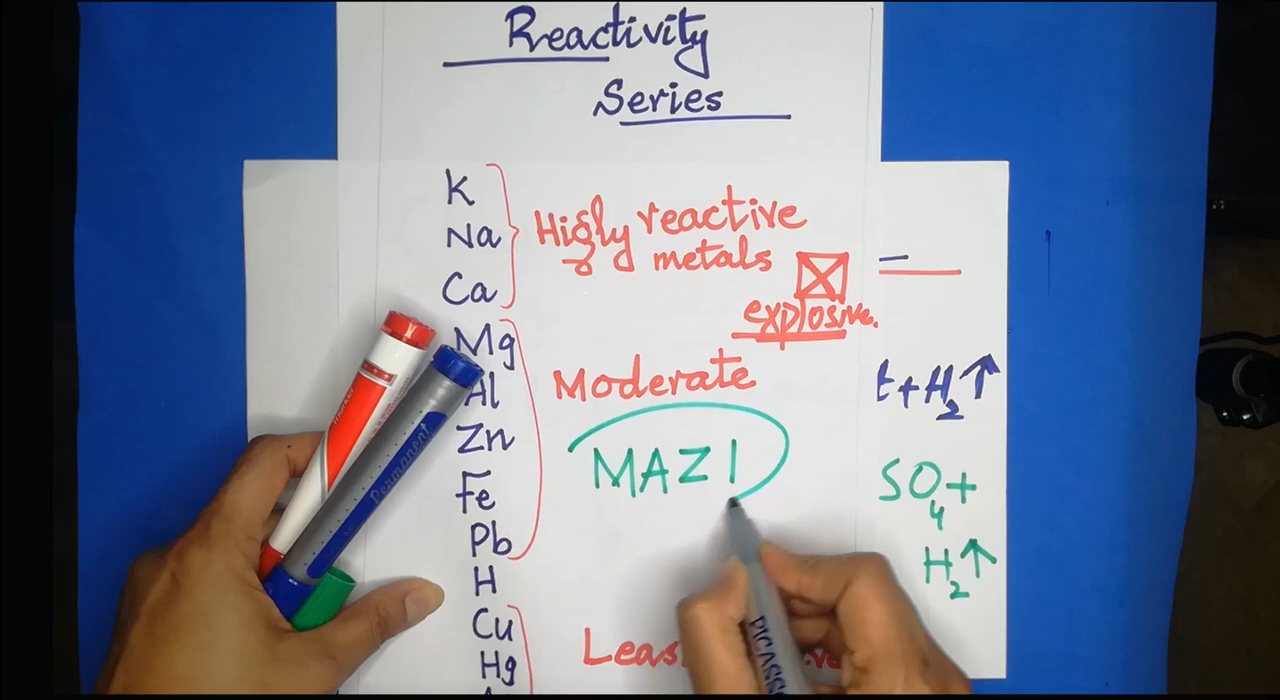 Reactivity
Series
K
Na
Ca
Higly reactive
metals
explosive.
Mg
Al
Zn
Fe
Pb
Moderate
MAZI
H
Cu
Hg
t + H₂↑
SO₄ +
H₂↑
Permanent
PICASSO